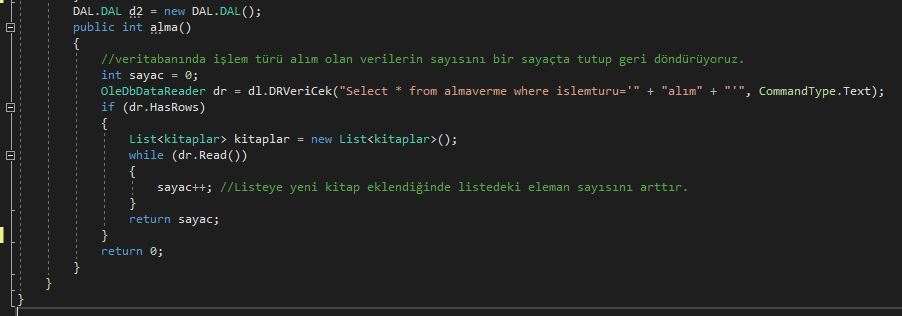 DAL.DAL d2 = new DAL.DAL();
public int alma()
{
//veritabanında işlem türü alım olan verilerin sayısını bir sayaçta tutup geri döndürüyoruz.
int sayac = 0;
OleDbDataReader dr = dl.DRVeriCek("Select * from almaverme where islemturu='" + "alım" + "'", CommandType.Text);
if (dr.HasRows)
{
List<kitaplar> kitaplar = new List<kitaplar>();
while (dr.Read())
{
sayac++; //Listeye yeni kitap eklendiğinde listedeki eleman sayısını arttır.
}
return sayac;
}
return 0;
}
}
}